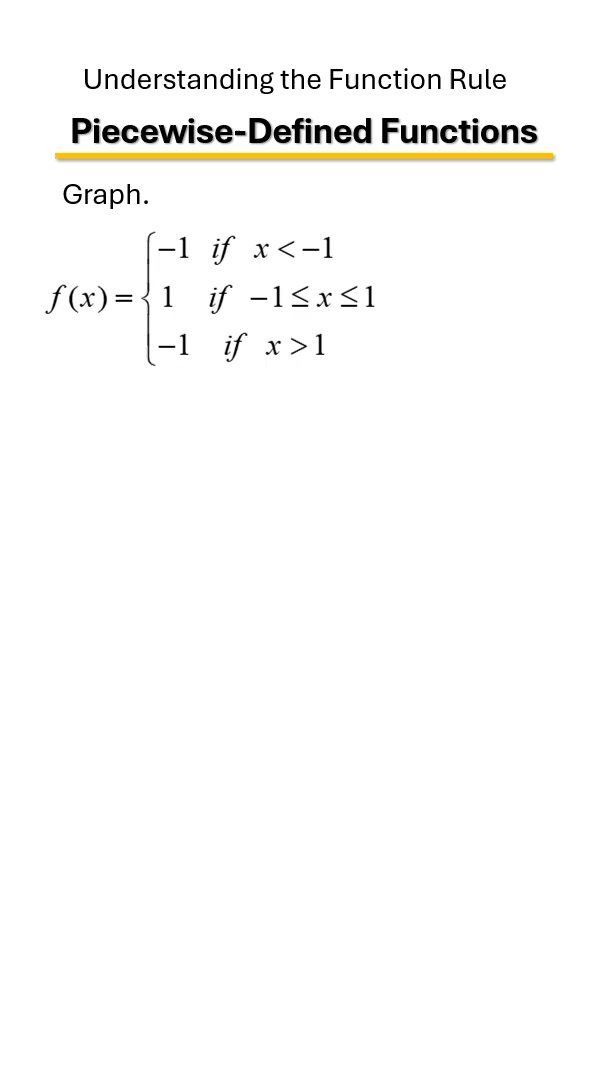 Understanding the Function Rule
Piecewise-Defined Functions
Graph.
−1 if x < −1
f(x) = { 1 if −1 ≤ x ≤ 1
−1 if x > 1